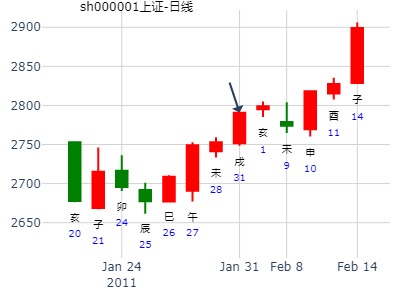 sh000001上证-日线
2900
2850
2800
2750
2700
2650
亥
20
子
21
卯
24
辰
25
巳
26
午
27
未
28
戌
31
亥
1
未
9
申
10
酉
11
子
14
Jan 24
2011
Jan 31
Feb 8
Feb 14